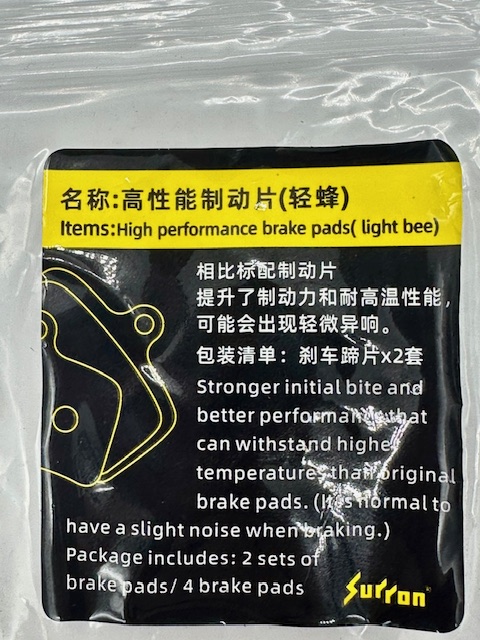 名称:高性能制动片(轻蜂)
Items:High performance brake pads( light bee)
相比标配制动片
提升了制动力和耐高温性能，
可能会出现轻微异响。
包装清单：刹车蹄片x2套
Stronger initial bite and
better performance that
can withstand higher
temperatures than original
brake pads. (It's normal to
have a slight noise when braking.)
Package includes: 2 sets of
brake pads/ 4 brake pads
Surron